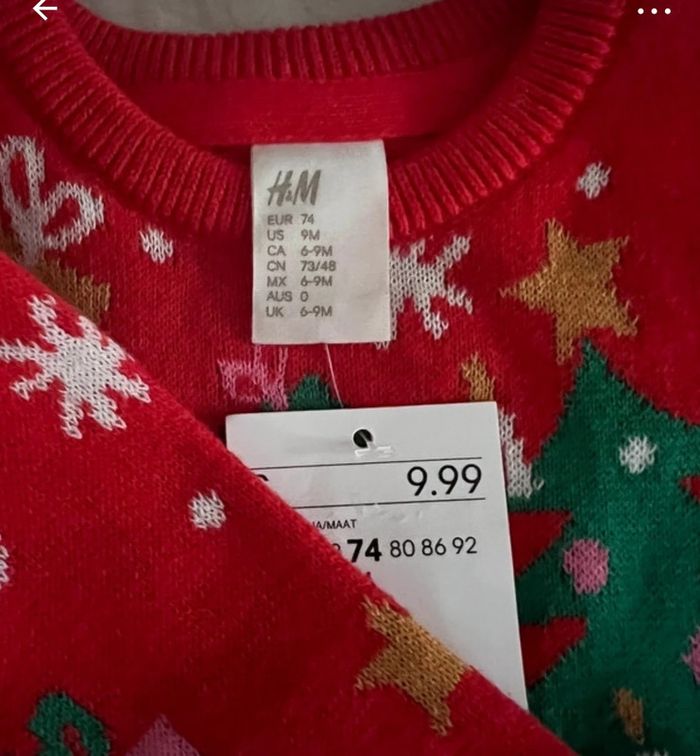 H&M
EUR 74
US 9M
CA 6-9M
CN 73/48
MX 6-9M
AUS 0
UK 6-9M
9.99
/MAAT
74 80 86 92